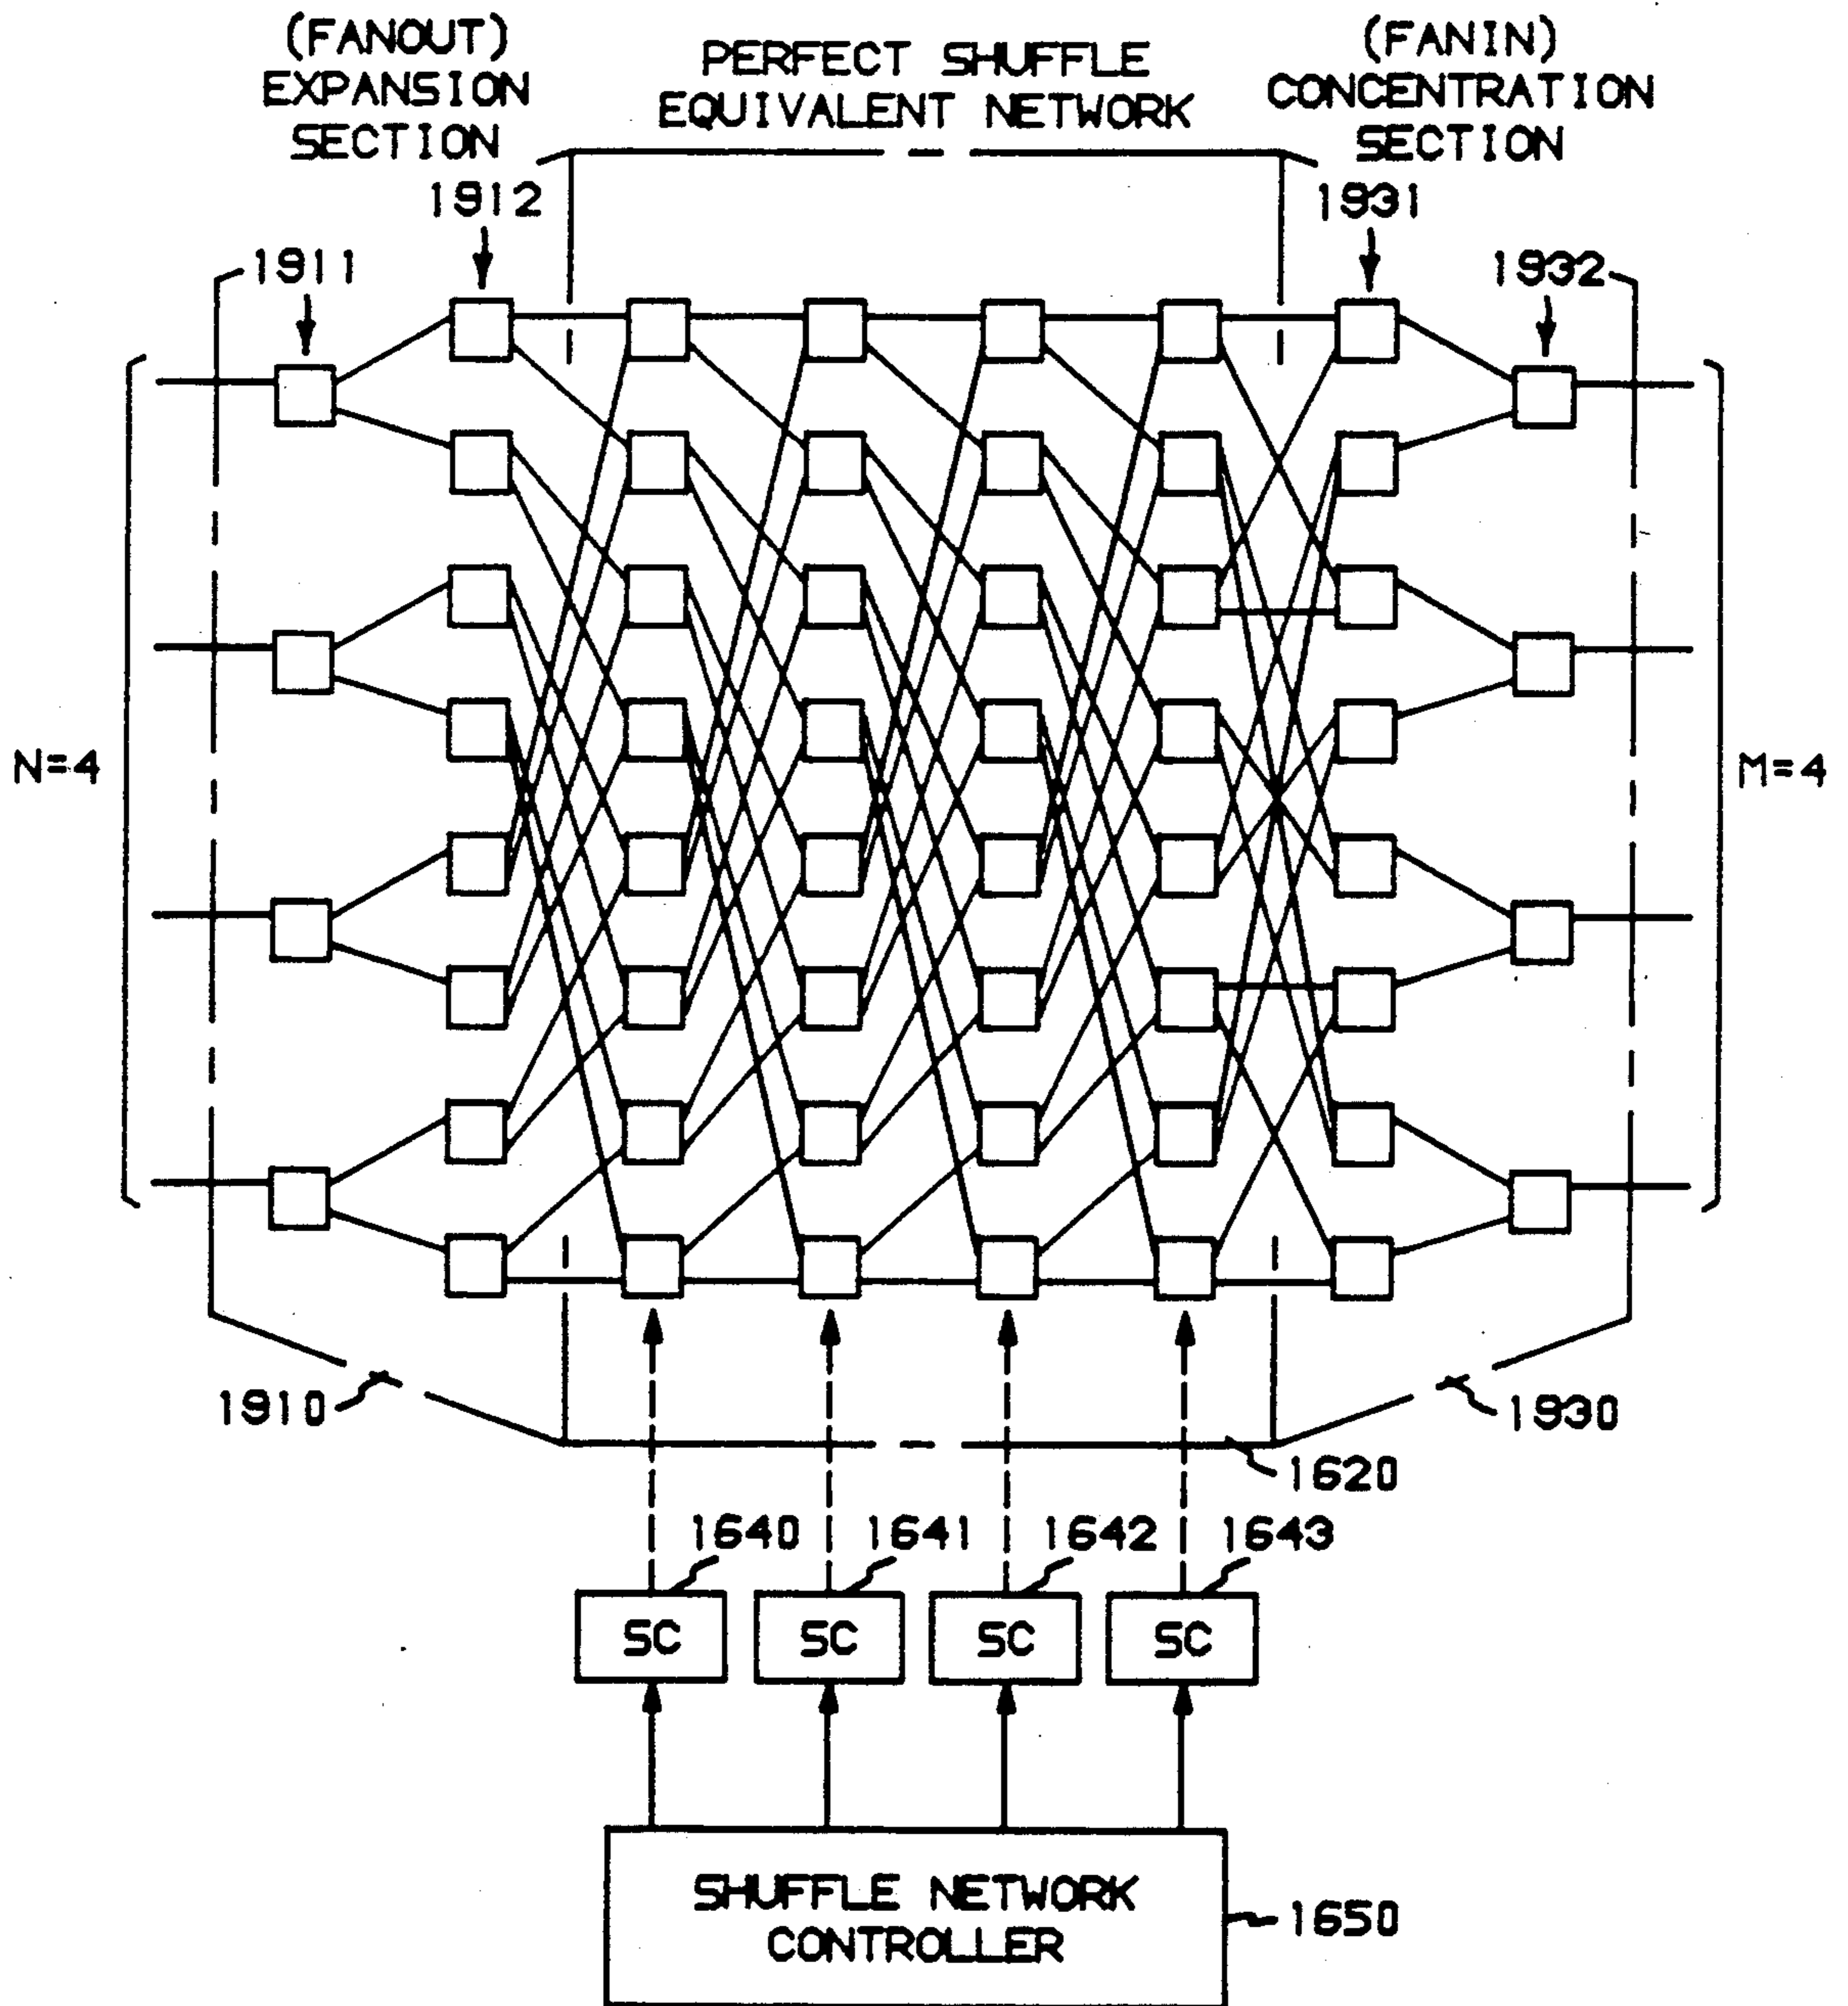 (FANOUT)
EXPANSION
SECTION
PERFECT SHUFFLE
EQUIVALENT NETWORK
(FANIN)
CONCENTRATION
SECTION
1912
1931
1911
1932
N=4
M=4
1910
1930
1620
1640
1641
1642
1643
SC
SC
SC
SC
SHUFFLE NETWORK
CONTROLLER
1650